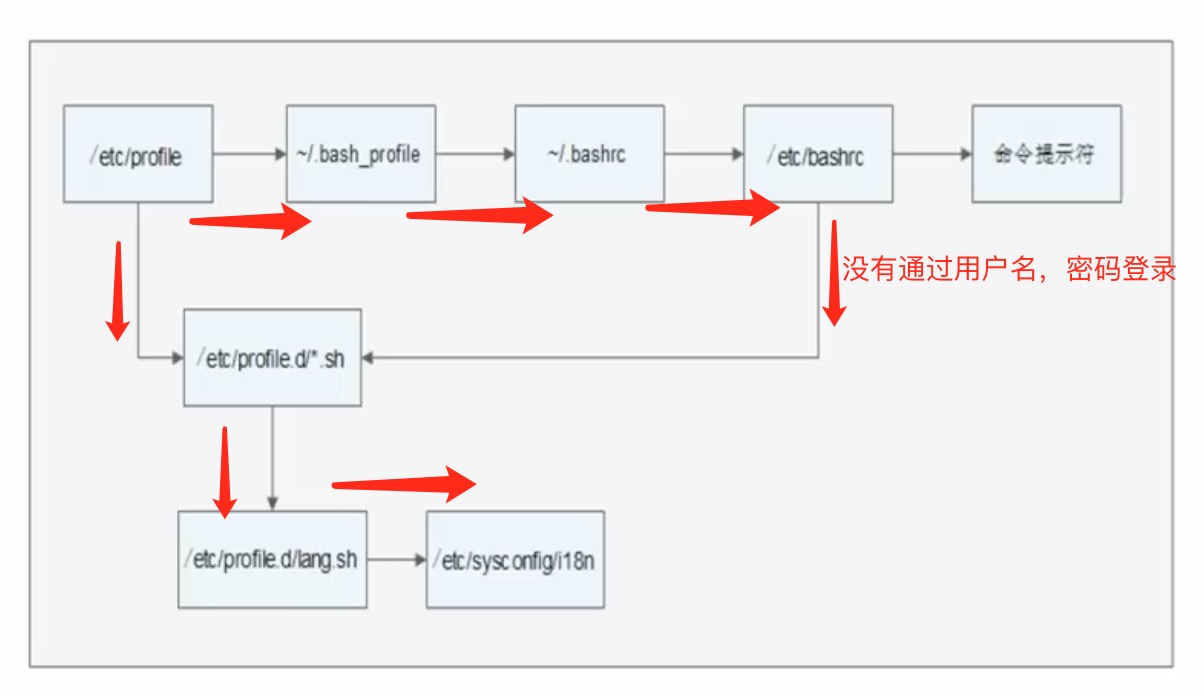 /etc/profile
~/.bash_profile
~/.bashrc
/etc/bashrc
命令提示符
没有通过用户名，密码登录
/etc/profile.d/*.sh
/etc/profile.d/lang.sh
/etc/sysconfig/i18n